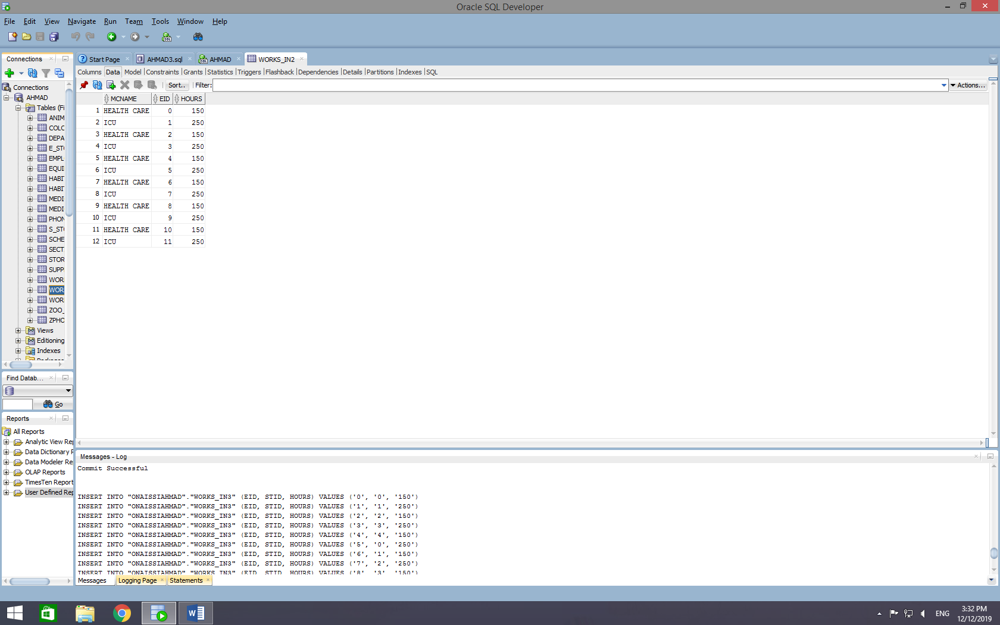 Oracle SQL Developer
File Edit View Navigate Run Team Tools Window Help
Connections
Start Page AHMAD3.sql AHMAD WORKS_IN2
Columns Data Model Constraints Grants Statistics Triggers Flashback Dependencies Details Partitions Indexes SQL
Sort.. Filter: Actions...
Connections
AHMAD
Tables (Fi
ANIM
COLC
DEPA
E_ST
EMPL
EQUI
HABI
HABI
MEDI
MEDI
PHON
S_ST
SCHE
SECT
STOR
SUPP
WOR
WOR
WOR
ZOO_
ZPHO
Views
Editioning
Indexes
MCNAME EID HOURS
1 HEALTH CARE 0 150
2 ICU 1 250
3 HEALTH CARE 2 150
4 ICU 3 250
5 HEALTH CARE 4 150
6 ICU 5 250
7 HEALTH CARE 6 150
8 ICU 7 250
9 HEALTH CARE 8 150
10 ICU 9 250
11 HEALTH CARE 10 150
12 ICU 11 250
Find Datab...
Go
Reports
All Reports
Analytic View Rep
Data Dictionary R
Data Modeler Re
OLAP Reports
TimesTen Report
User Defined Rep
Messages - Log
Commit Successful
INSERT INTO "ONAISSIAHMAD"."WORKS_IN3" (EID, STID, HOURS) VALUES ('0', '0', '150')
INSERT INTO "ONAISSIAHMAD"."WORKS_IN3" (EID, STID, HOURS) VALUES ('1', '1', '250')
INSERT INTO "ONAISSIAHMAD"."WORKS_IN3" (EID, STID, HOURS) VALUES ('2', '2', '150')
INSERT INTO "ONAISSIAHMAD"."WORKS_IN3" (EID, STID, HOURS) VALUES ('3', '3', '250')
INSERT INTO "ONAISSIAHMAD"."WORKS_IN3" (EID, STID, HOURS) VALUES ('4', '4', '150')
INSERT INTO "ONAISSIAHMAD"."WORKS_IN3" (EID, STID, HOURS) VALUES ('5', '0', '250')
INSERT INTO "ONAISSIAHMAD"."WORKS_IN3" (EID, STID, HOURS) VALUES ('6', '1', '150')
INSERT INTO "ONAISSIAHMAD"."WORKS_IN3" (EID, STID, HOURS) VALUES ('7', '2', '250')
INSERT INTO "ONAISSIAHMAD"."WORKS_IN3" (EID, STID, HOURS) VALUES ('8', '3', '150')
Messages Logging Page Statements
ENG
3:32 PM
12/12/2019